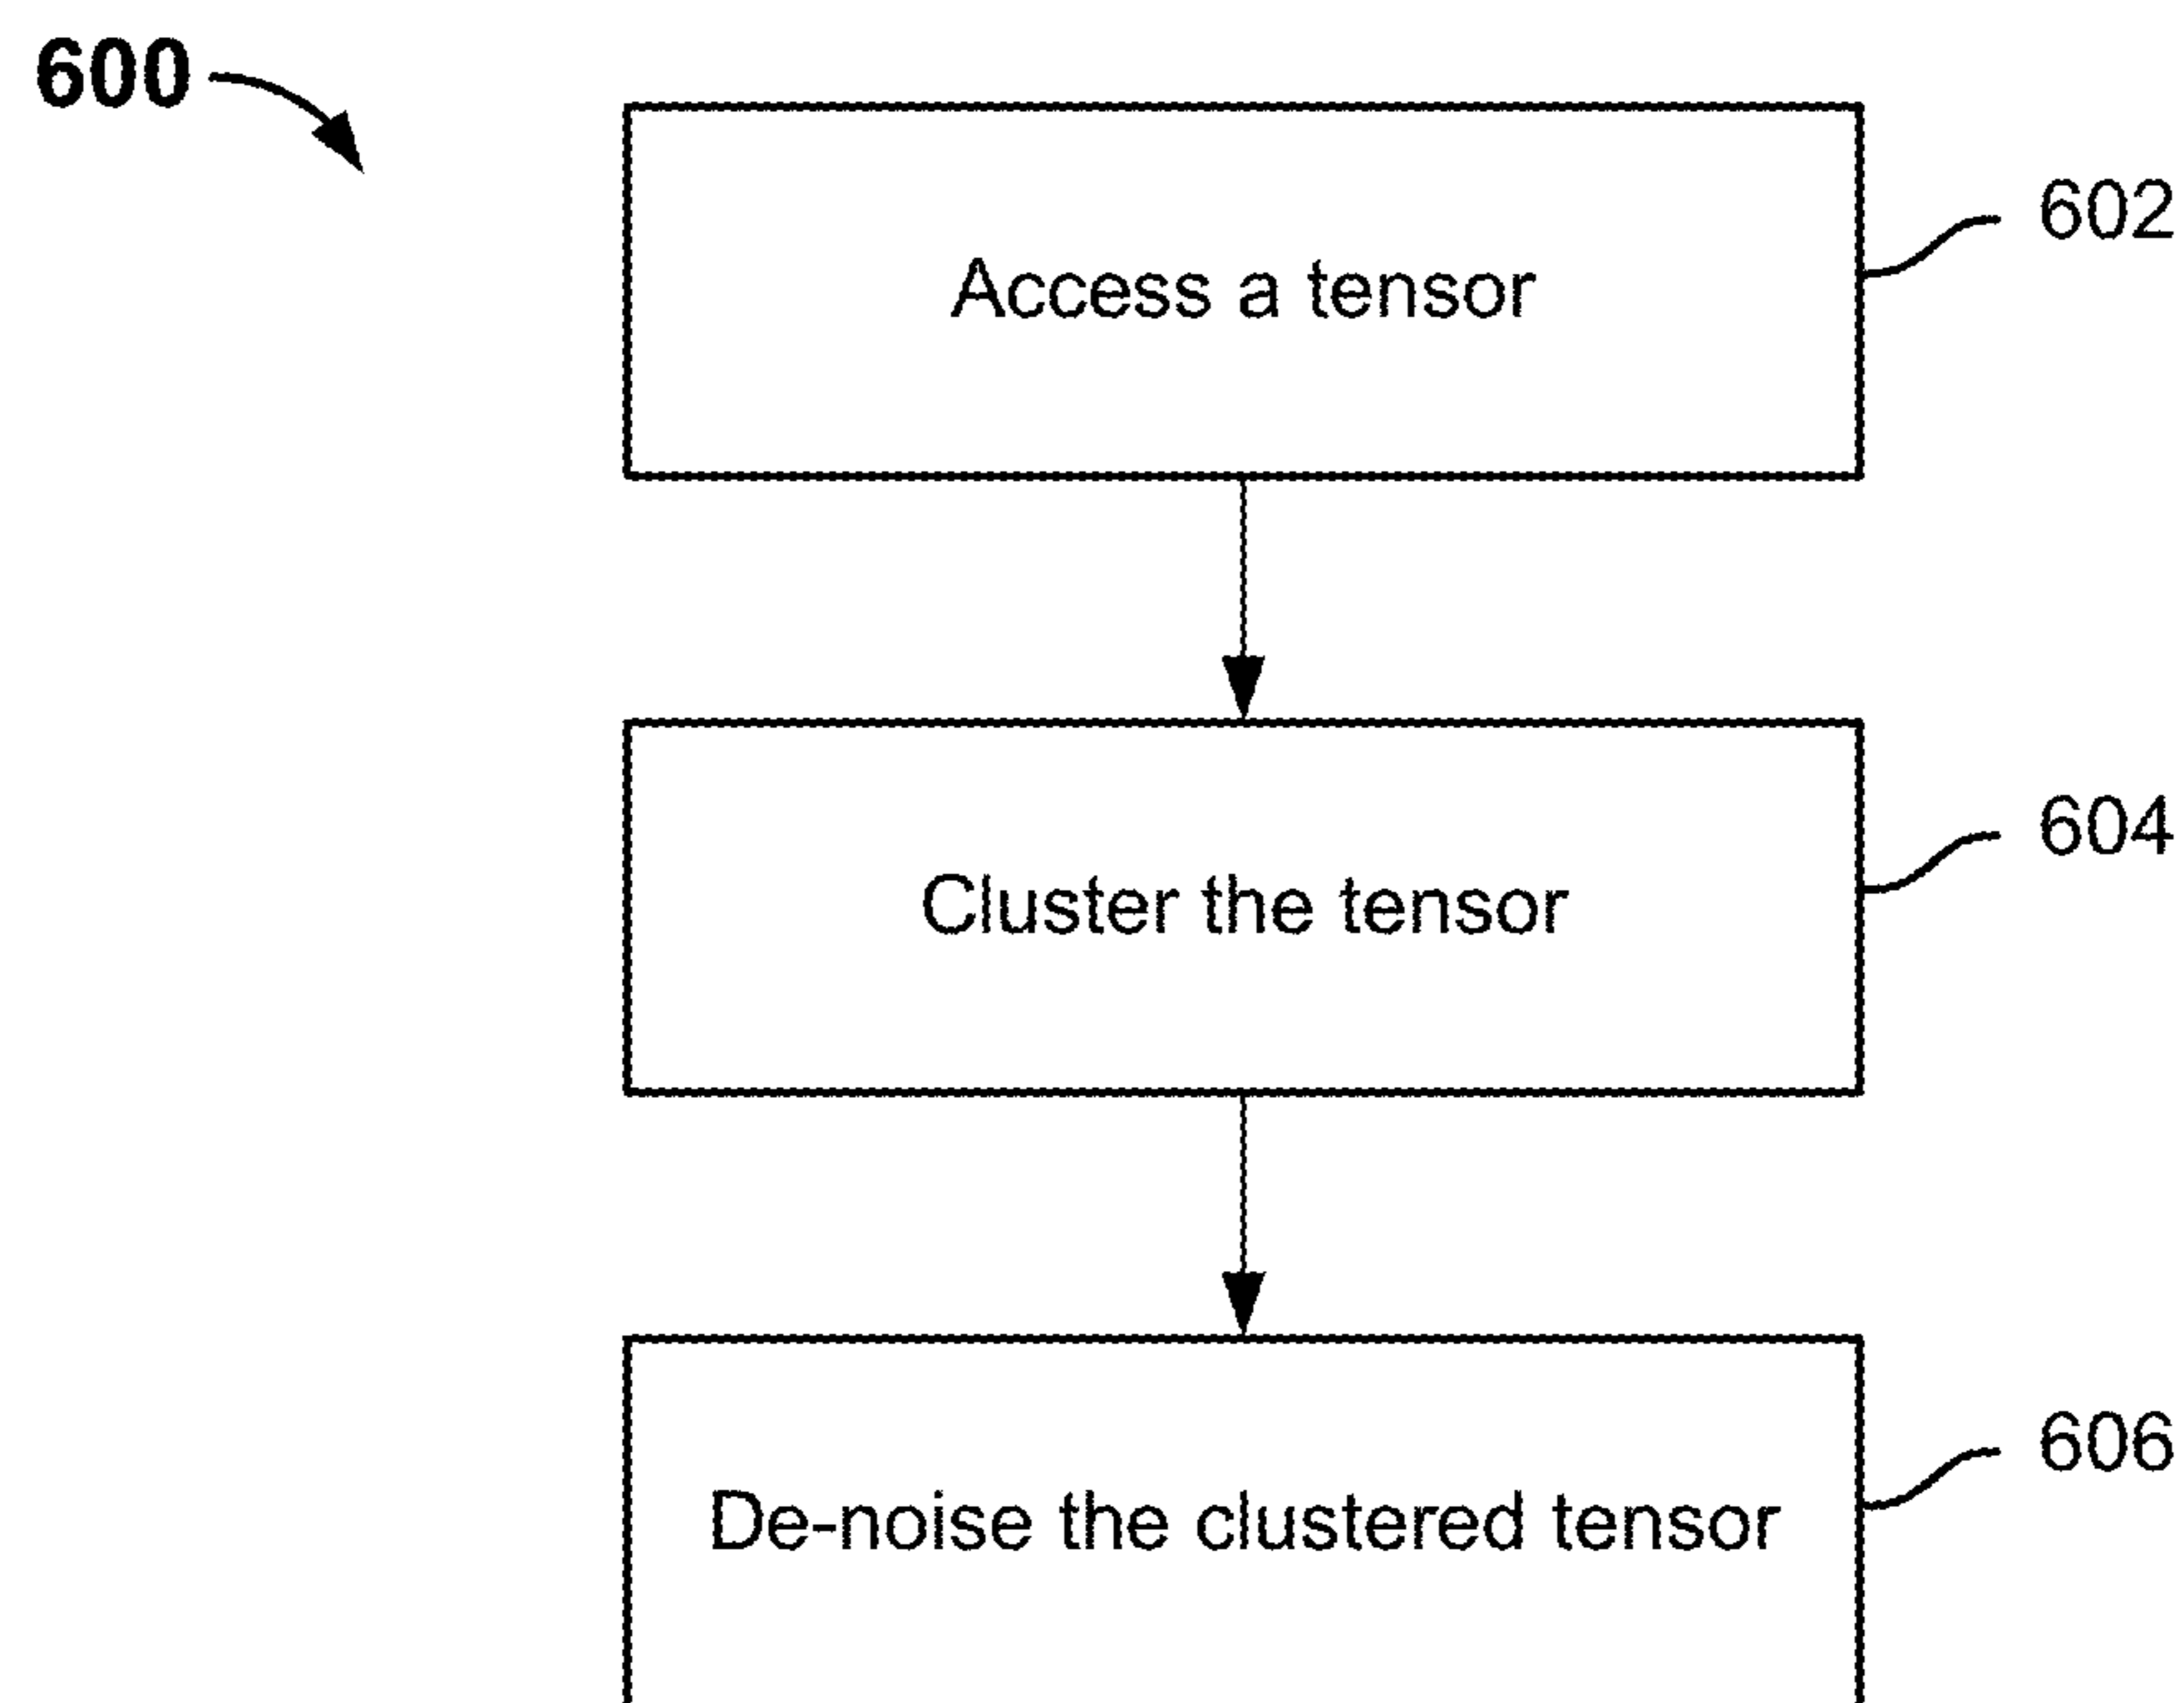 600
602
Access a tensor
604
Cluster the tensor
606
De-noise the clustered tensor